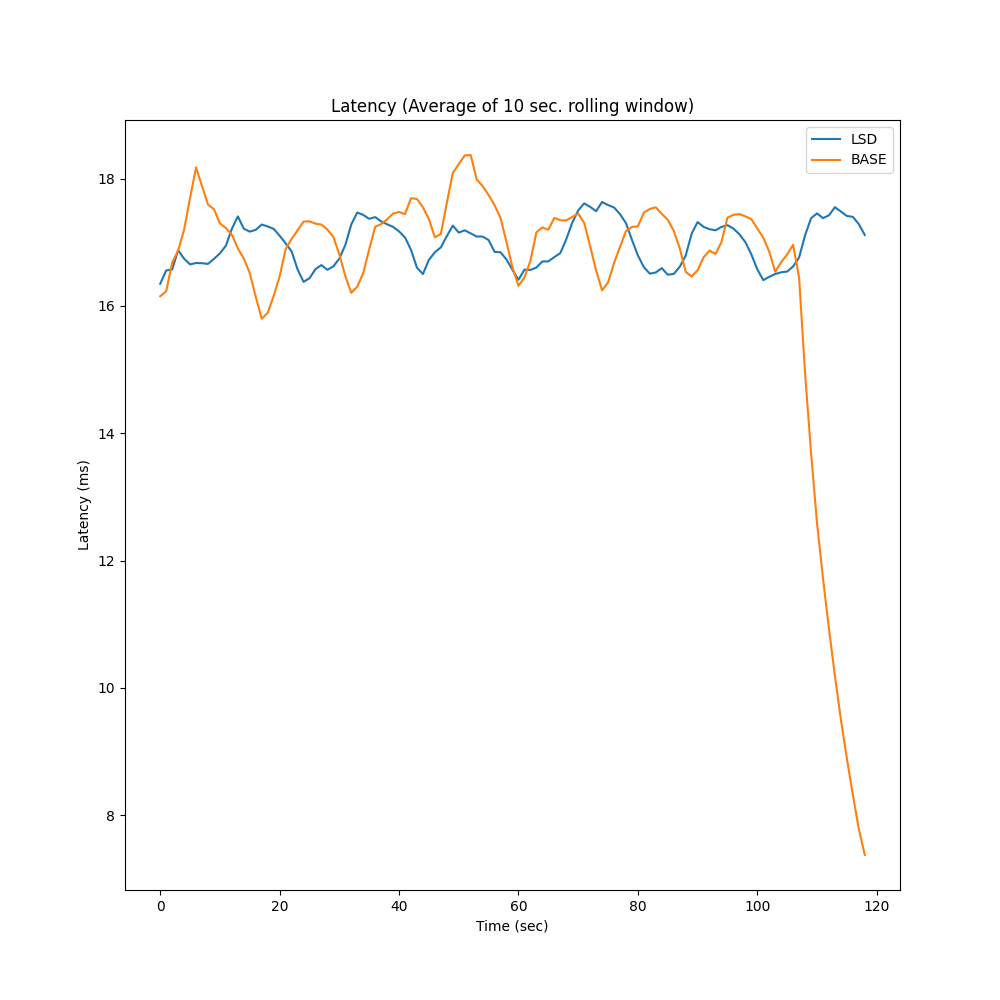 Latency (Average of 10 sec. rolling window)
LSD
BASE
18
16
14
12
10
8
Latency (ms)
0 20 40 60 80 100 120
Time (sec)